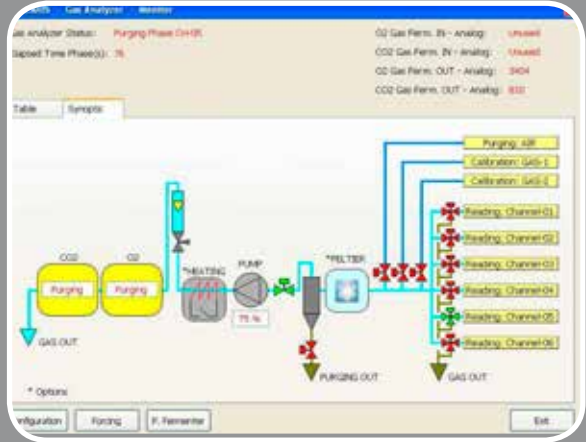 Gas Analyzer - Monitor
Gas Analyzer Status: Purging Phase CH-05
Elapsed Time Phase(s): 76
O2 Gas Ferm. IN - Analog: Unused
CO2 Gas Ferm. IN - Analog: Unused
O2 Gas Ferm. OUT - Analog: 3404
CO2 Gas Ferm. OUT - Analog: 810
Table Synoptic
Purging: AIR
Calibration: GAS-1
Calibration: GAS-2
Reading: Channel-01
Reading: Channel-02
Reading: Channel-03
Reading: Channel-04
Reading: Channel-05
Reading: Channel-06
CO2 O2 *HEATING PUMP *PELTIER
Purging Purging
75 %
GAS OUT PURGING OUT GAS OUT
* Options
nfiguration Forcing P. Fermenter Exit